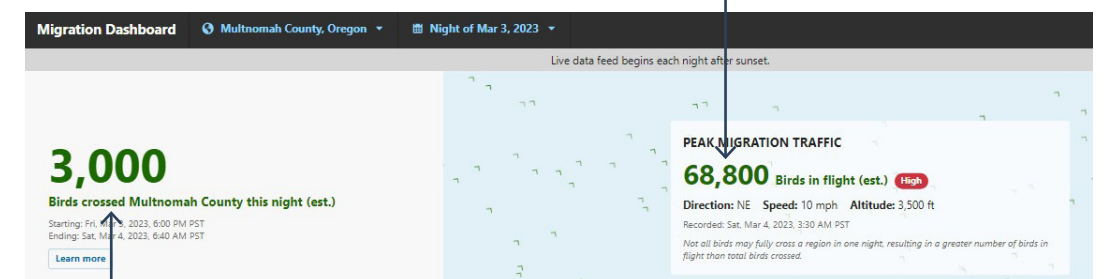 Migration Dashboard Multnomah County, Oregon Night of Mar 3, 2023
Live data feed begins each night after sunset.
3,000
Birds crossed Multnomah County this night (est.)
Starting: Fri, Mar 3, 2023, 6:00 PM PST
Ending: Sat, Mar 4, 2023, 6:40 AM PST
Learn more
PEAK MIGRATION TRAFFIC
68,800 Birds in flight (est.) High
Direction: NE Speed: 10 mph Altitude: 3,500 ft
Recorded: Sat, Mar 4, 2023, 3:30 AM PST
Not all birds may fully cross a region in one night, resulting in a greater number of birds in
flight than total birds crossed.